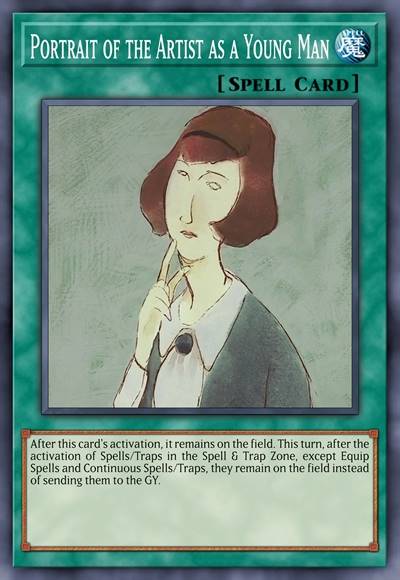 PORTRAIT OF THE ARTIST AS A YOUNG MAN 魔
[SPELL CARD]
After this card's activation, it remains on the field. This turn, after the
activation of Spells/Traps in the Spell & Trap Zone, except Equip
Spells and Continuous Spells/Traps, they remain on the field instead
of sending them to the GY.